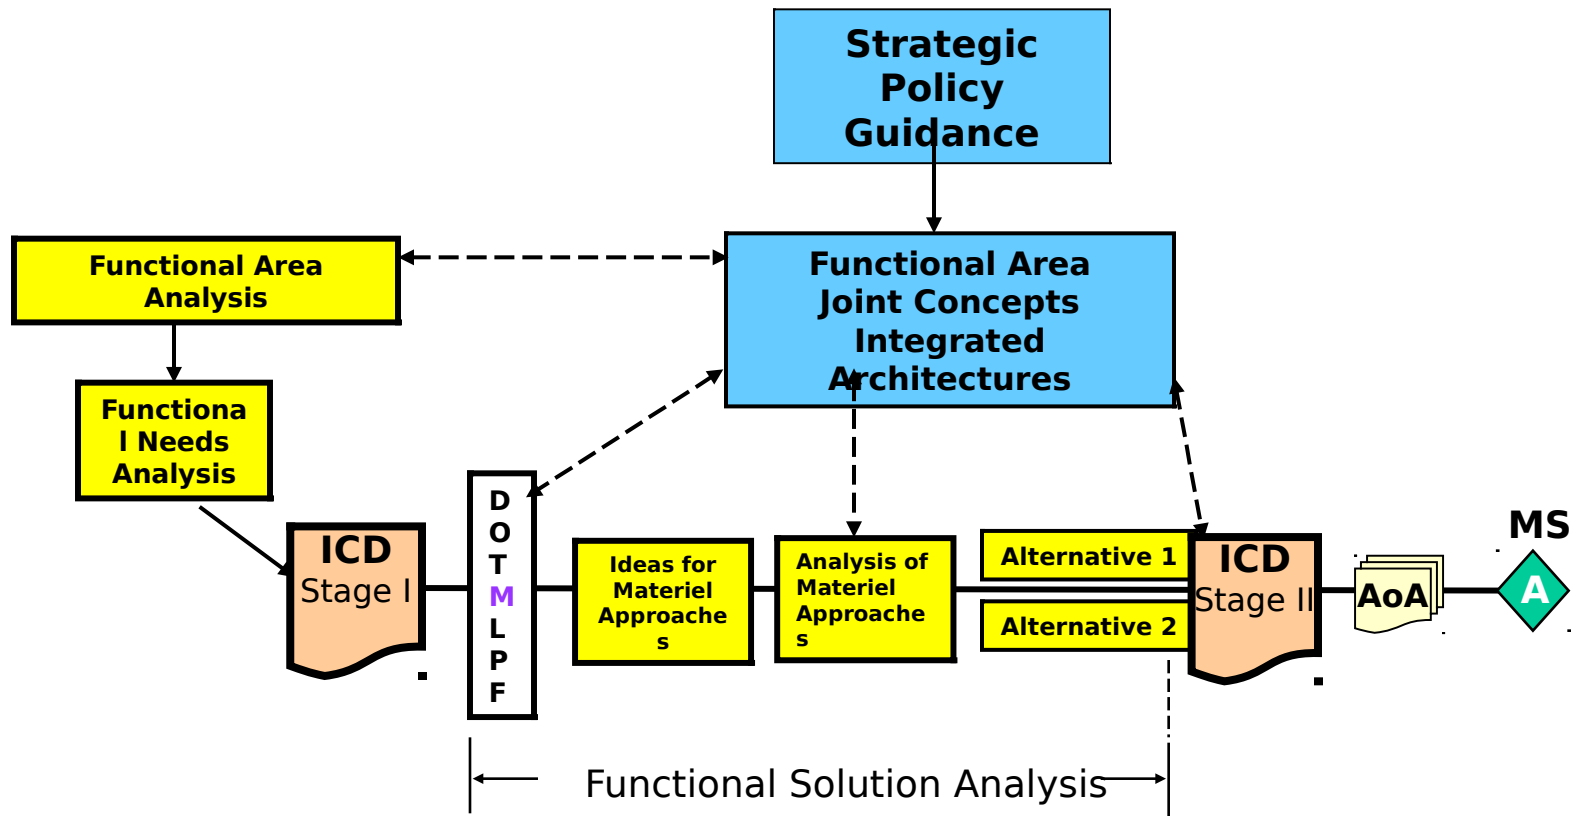 Strategic
Policy
Guidance
Functional Area
Analysis
Functional Area
Joint Concepts
Integrated
Architectures
Functiona
l Needs
Analysis
ICD
Stage I
D
O
T
M
L
P
F
Ideas for
Materiel
Approache
s
Analysis of
Materiel
Approache
s
Alternative 1
Alternative 2
ICD
Stage II
AoA
MS
A
Functional Solution Analysis